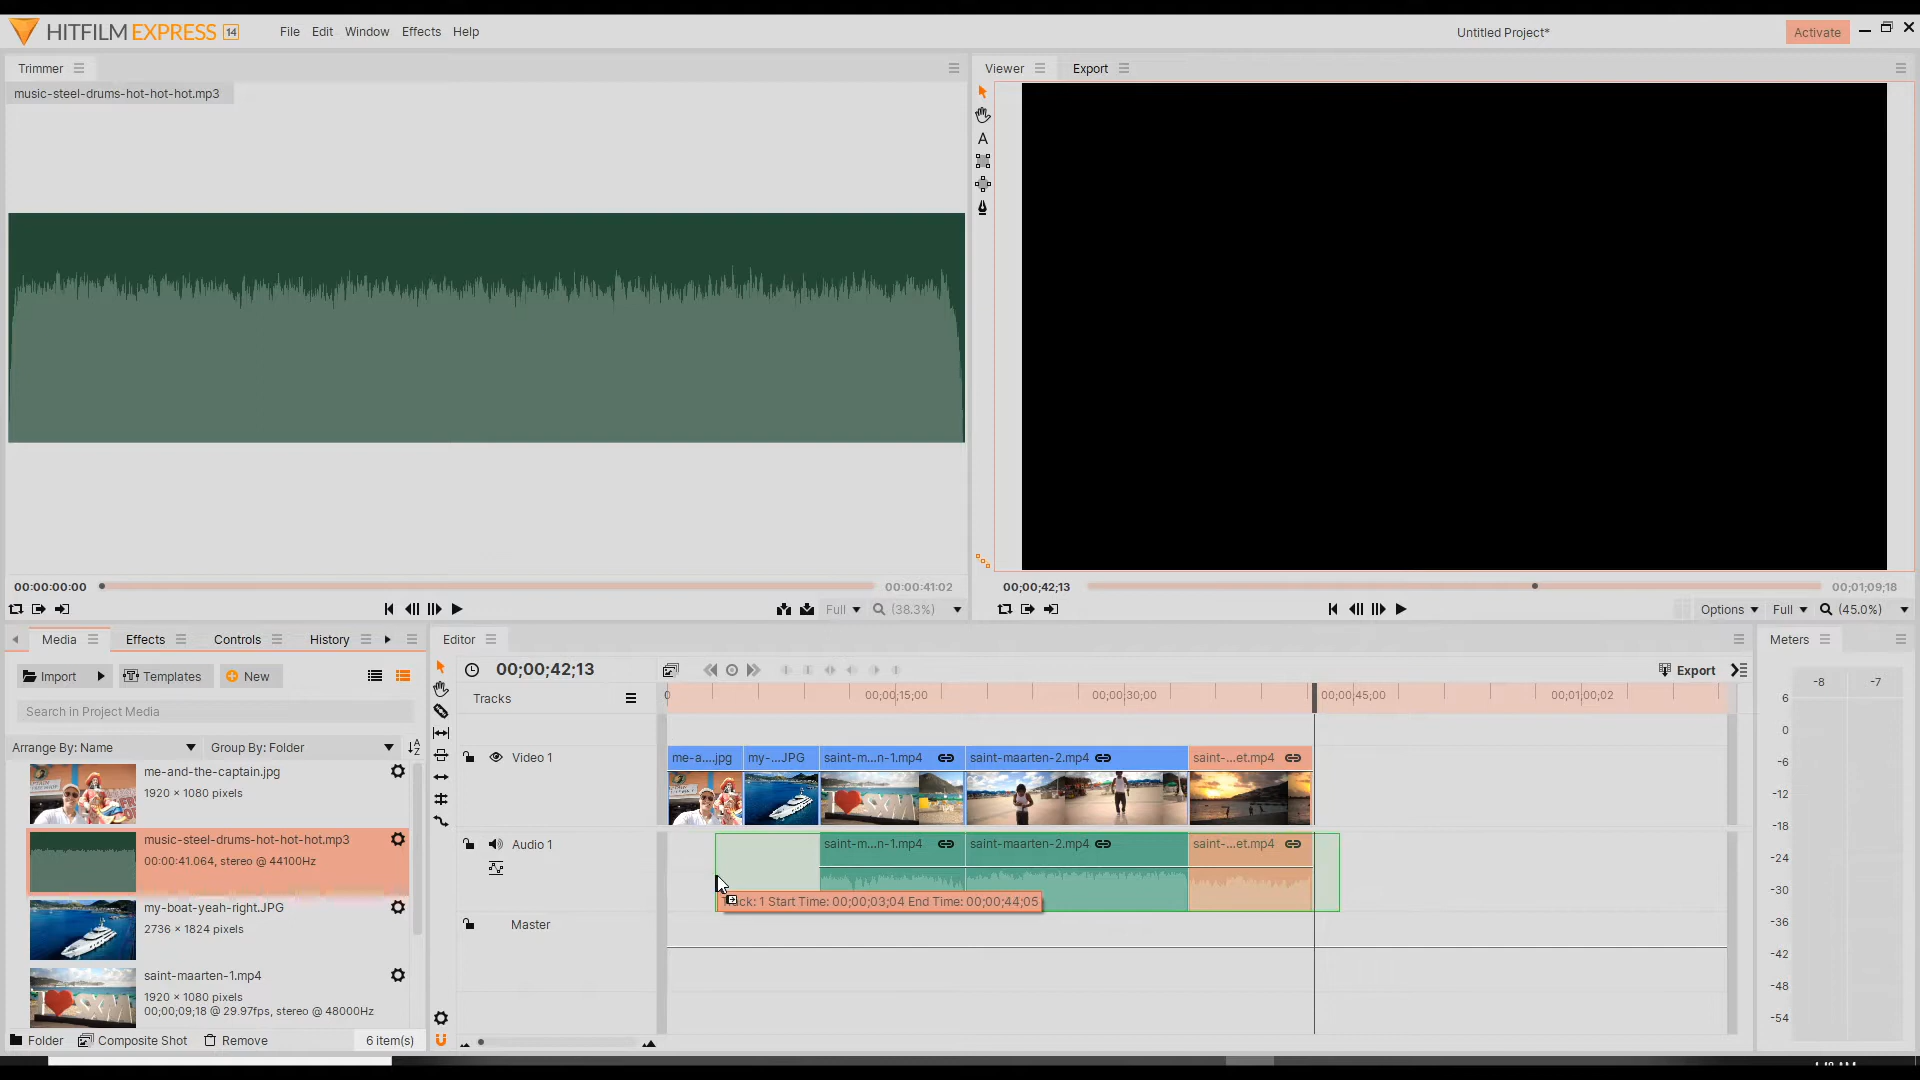 HITFILM EXPRESS 14
File Edit Window Effects Help
Untitled Project*
Activate
Trimmer
music-steel-drums-hot-hot-hot.mp3
Viewer Export
00:00:00:00
00:00:41:02
Full (38.3%)
00;00;42;13
00;01;09;18
Options Full (45.0%)
Media Effects Controls History
Import Templates New
Search in Project Media
Arrange By: Name Group By: Folder
me-and-the-captain.jpg
1920 × 1080 pixels
music-steel-drums-hot-hot-hot.mp3
00:00:41.064, stereo @ 44100Hz
my-boat-yeah-right.JPG
2736 × 1824 pixels
saint-maarten-1.mp4
1920 × 1080 pixels
00;00;09;18 @ 29.97fps, stereo @ 48000Hz
Folder Composite Shot Remove 6 item(s)
Editor
00;00;42;13
Export
Tracks
0 00;00;15;00 00;00;30;00 00;00;45;00 00;01;00;02
Video 1
me-a....jpg my-...JPG saint-m...n-1.mp4 saint-maarten-2.mp4 saint-...et.mp4
Audio 1
saint-m...n-1.mp4 saint-maarten-2.mp4 saint-...et.mp4
1 Start Time: 00;00;03;04 End Time: 00;00;44;05
Master
Meters
-8 -7
6
0
-6
-12
-18
-24
-30
-36
-42
-48
-54